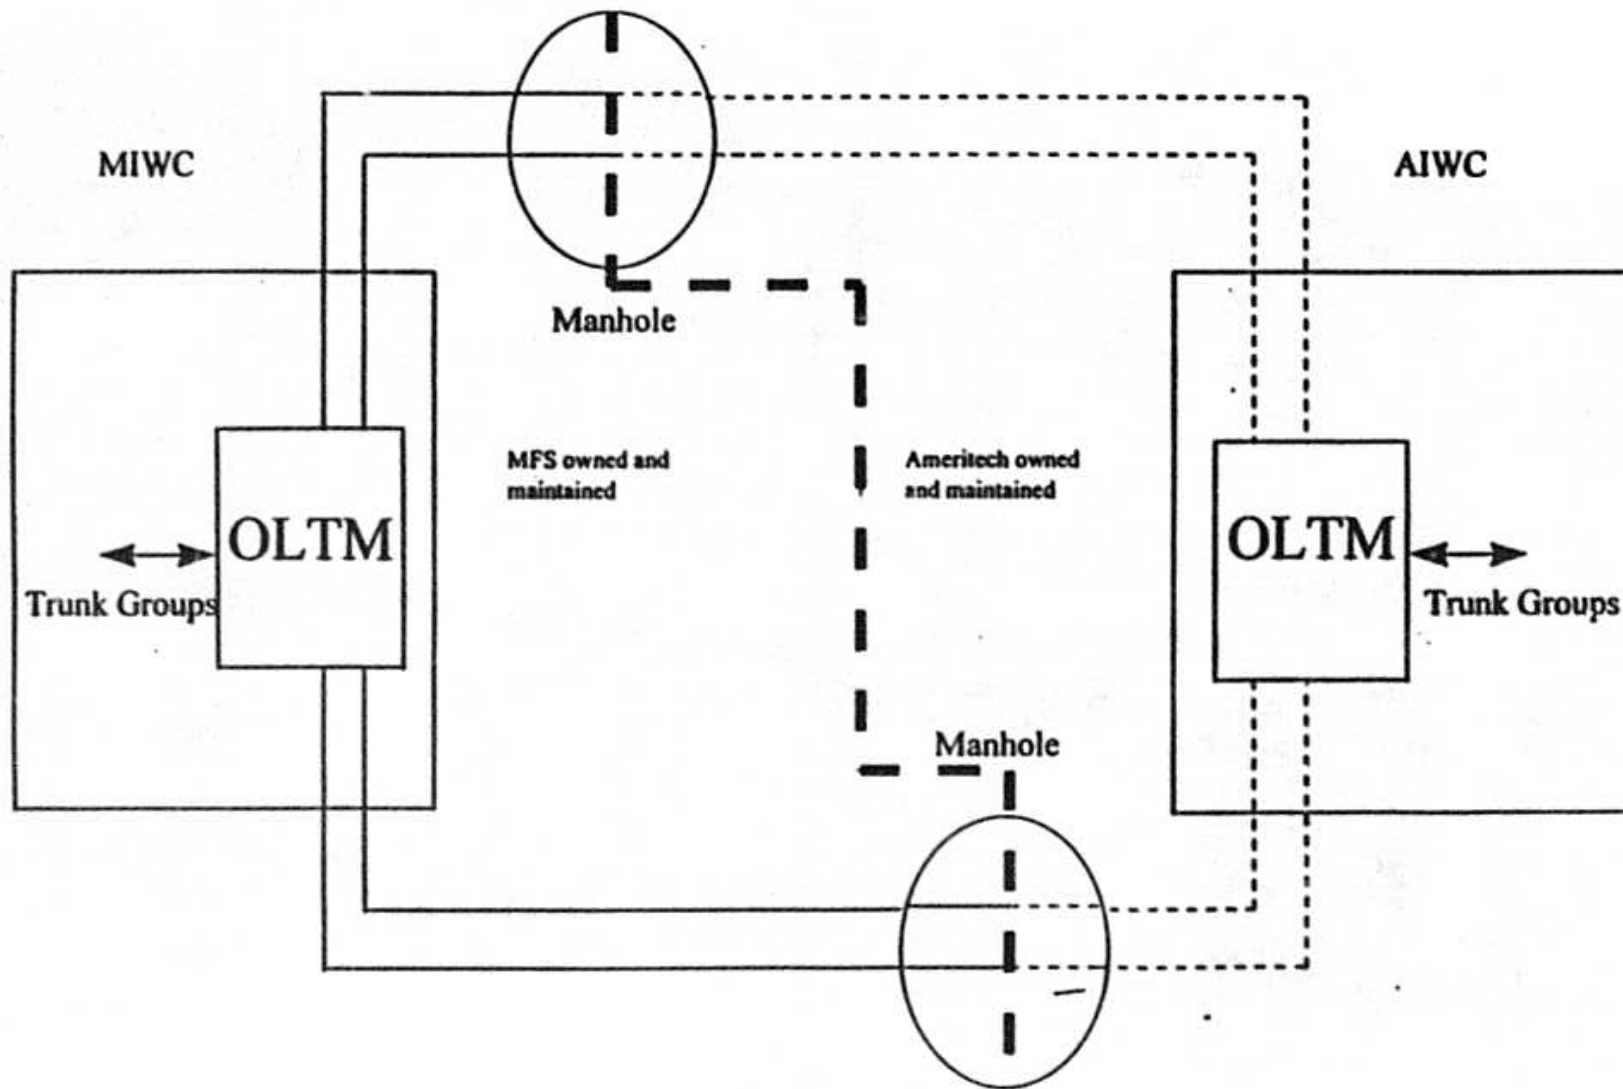 MIWC
AIWC
Manhole
MFS owned and
maintained
Ameritech owned
and maintained
OLTM
Trunk Groups
OLTM
Trunk Groups
Manhole